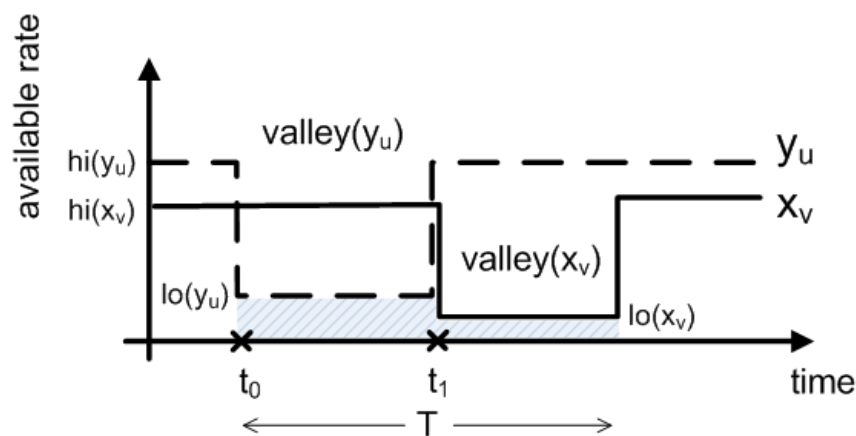 available rate
valley(yᵤ)
hi(yᵤ)
yᵤ
hi(xᵥ)
xᵥ
valley(xᵥ)
lo(yᵤ)
lo(xᵥ)
t₀
t₁
time
T